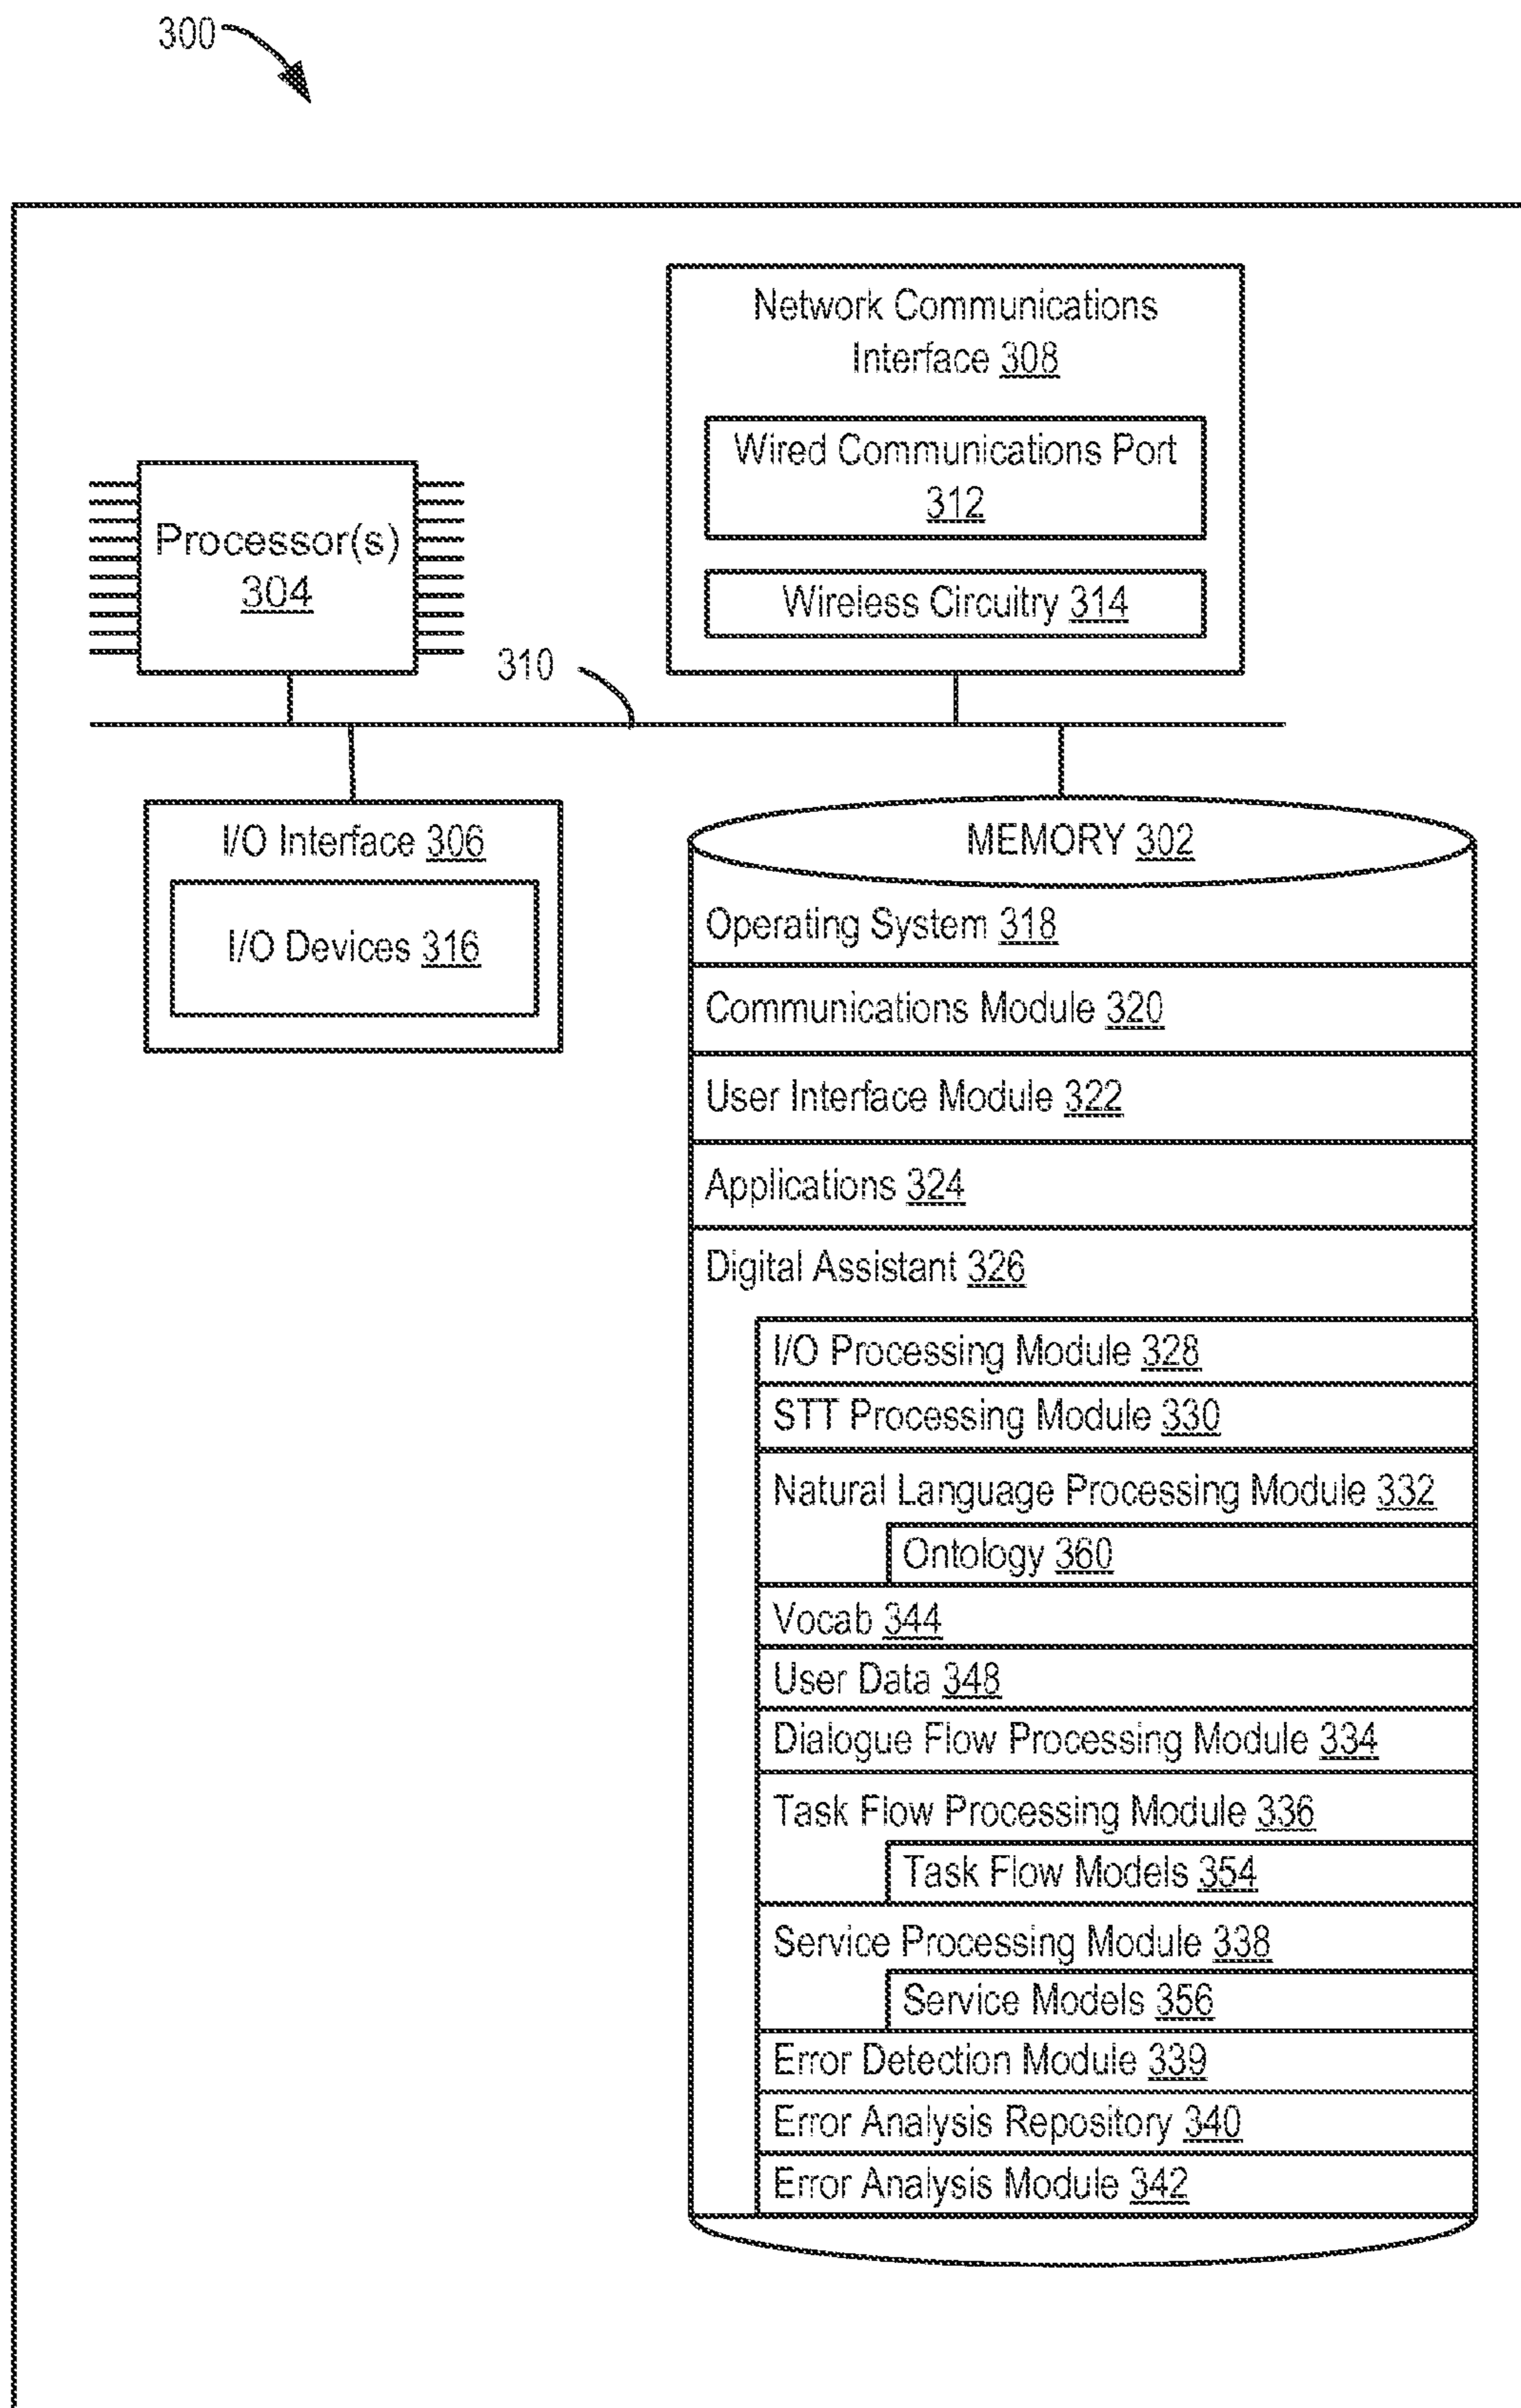 300
Network Communications
Interface 308
Wired Communications Port
312
Wireless Circuitry 314
Processor(s)
304
310
I/O Interface 306
I/O Devices 316
MEMORY 302
Operating System 318
Communications Module 320
User Interface Module 322
Applications 324
Digital Assistant 326
I/O Processing Module 328
STT Processing Module 330
Natural Language Processing Module 332
Ontology 360
Vocab 344
User Data 348
Dialogue Flow Processing Module 334
Task Flow Processing Module 336
Task Flow Models 354
Service Processing Module 338
Service Models 356
Error Detection Module 339
Error Analysis Repository 340
Error Analysis Module 342